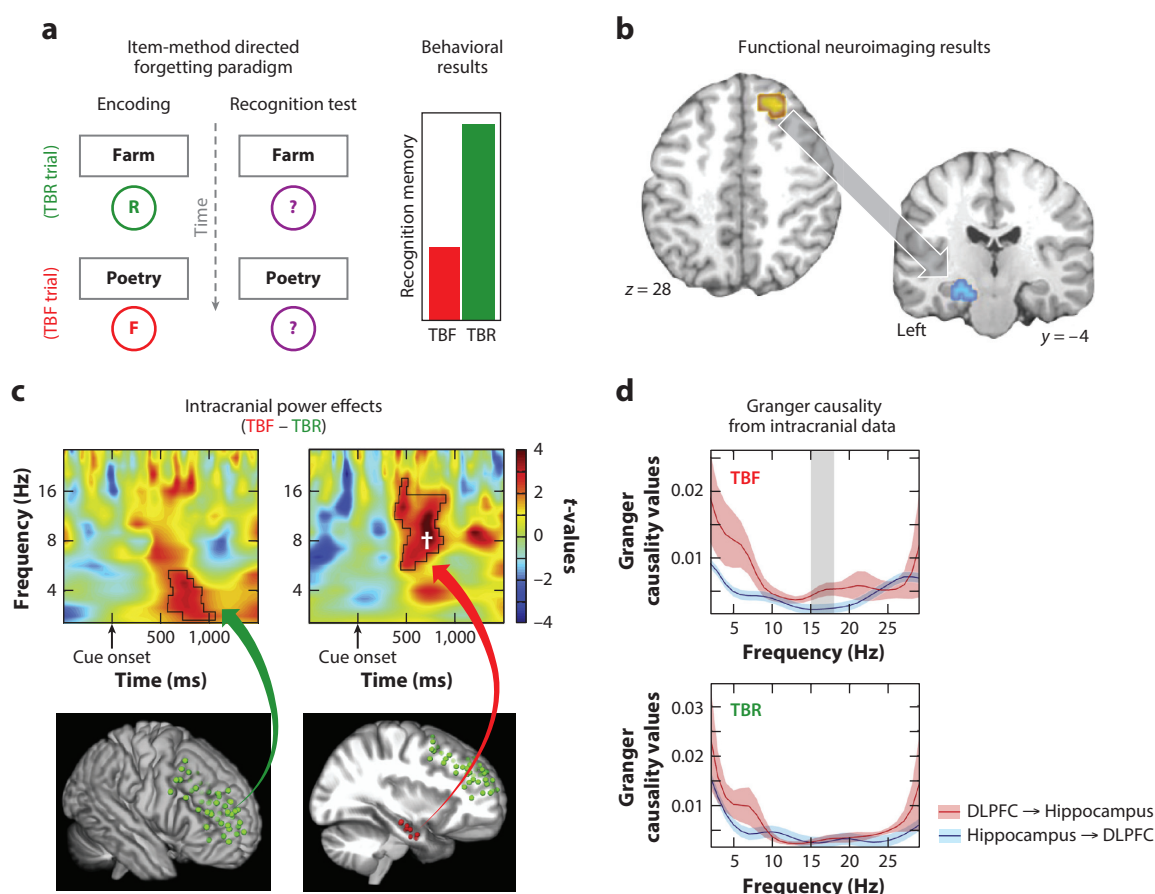 a
Item-method directed
forgetting paradigm
Behavioral
results
Encoding
Recognition test
(TBR trial)
Farm
R
Farm
?
Time
(TBF trial)
Poetry
F
Poetry
?
Recognition memory
TBF
TBR
b
Functional neuroimaging results
z = 28
Left
y = –4
c
Intracranial power effects
(TBF – TBR)
Frequency (Hz)
16
8
4
500
1,000
Cue onset
Time (ms)
†
500
1,000
Cue onset
Time (ms)
4
2
0
–2
–4
t-values
d
Granger causality
from intracranial data
TBF
Granger
causality values
0.02
0.01
5
10
15
20
25
Frequency (Hz)
TBR
Granger
causality values
0.03
0.02
0.01
5
10
15
20
25
Frequency (Hz)
DLPFC → Hippocampus
Hippocampus → DLPFC